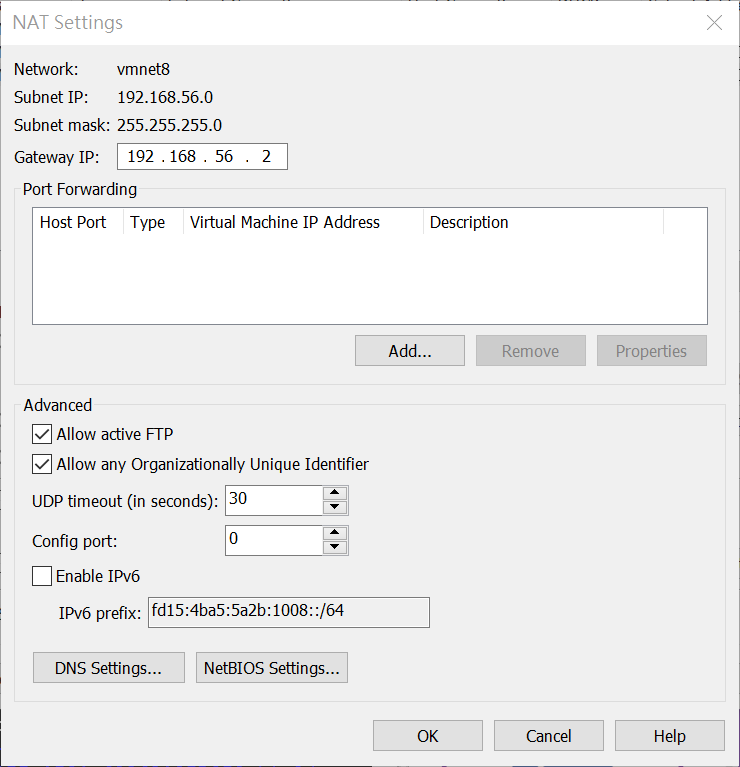 NAT Settings
Network: vmnet8
Subnet IP: 192.168.56.0
Subnet mask: 255.255.255.0
Gateway IP: 192 . 168 . 56 . 2
Port Forwarding
Host Port Type Virtual Machine IP Address Description
Add... Remove Properties
Advanced
Allow active FTP
Allow any Organizationally Unique Identifier
UDP timeout (in seconds): 30
Config port: 0
Enable IPv6
IPv6 prefix: fd15:4ba5:5a2b:1008::/64
DNS Settings... NetBIOS Settings...
OK Cancel Help